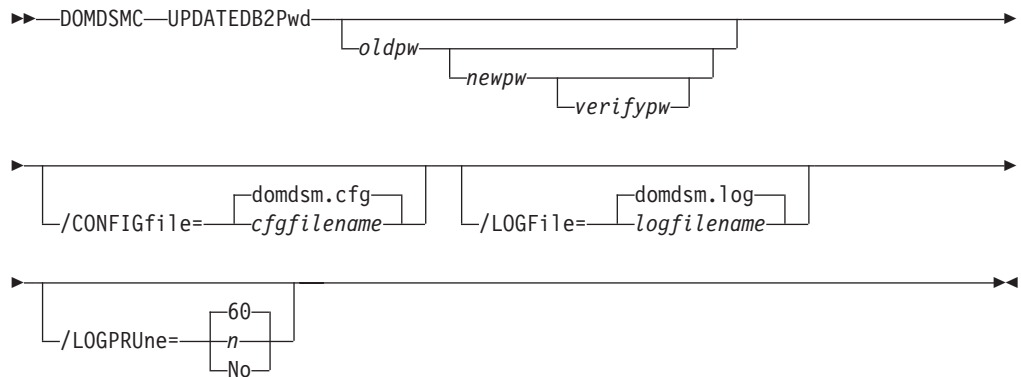 DOMDSMC UPDATEDB2Pwd
oldpw
newpw
verifypw
domdsm.cfg domdsm.log
/CONFIGfile= cfgfilename /LOGFile= logfilename
60
/LOGPRUne= n
No